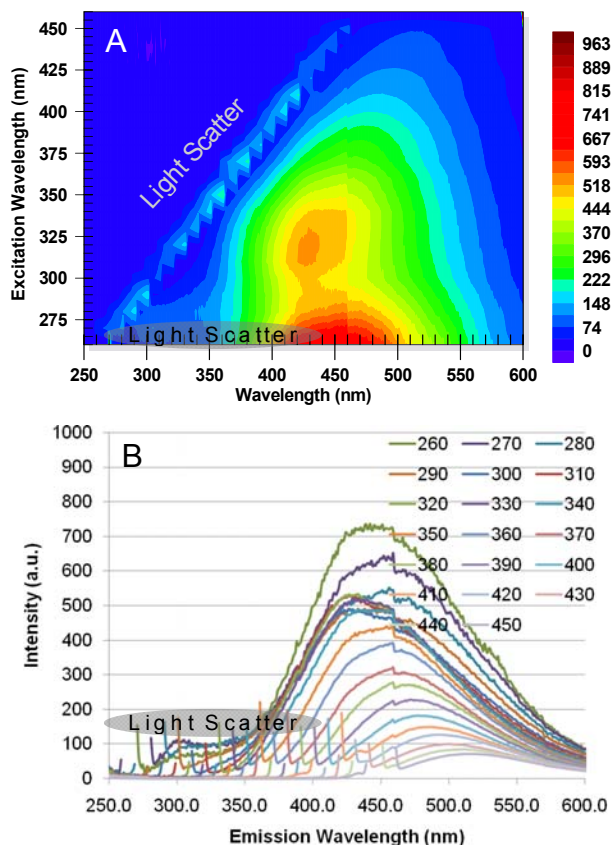 A
Light Scatter
Light Scatter
Excitation Wavelength (nm)
450
425
400
375
350
325
300
275
250 300 350 400 450 500 550 600
Wavelength (nm)
963
889
815
741
667
593
518
444
370
296
222
148
74
0
B
260 270 280
290 300 310
320 330 340
350 360 370
380 390 400
410 420 430
440 450
Light Scatter
Intensity (a.u.)
1000
900
800
700
600
500
400
300
200
100
0
250.0 300.0 350.0 400.0 450.0 500.0 550.0 600.0
Emission Wavelength (nm)